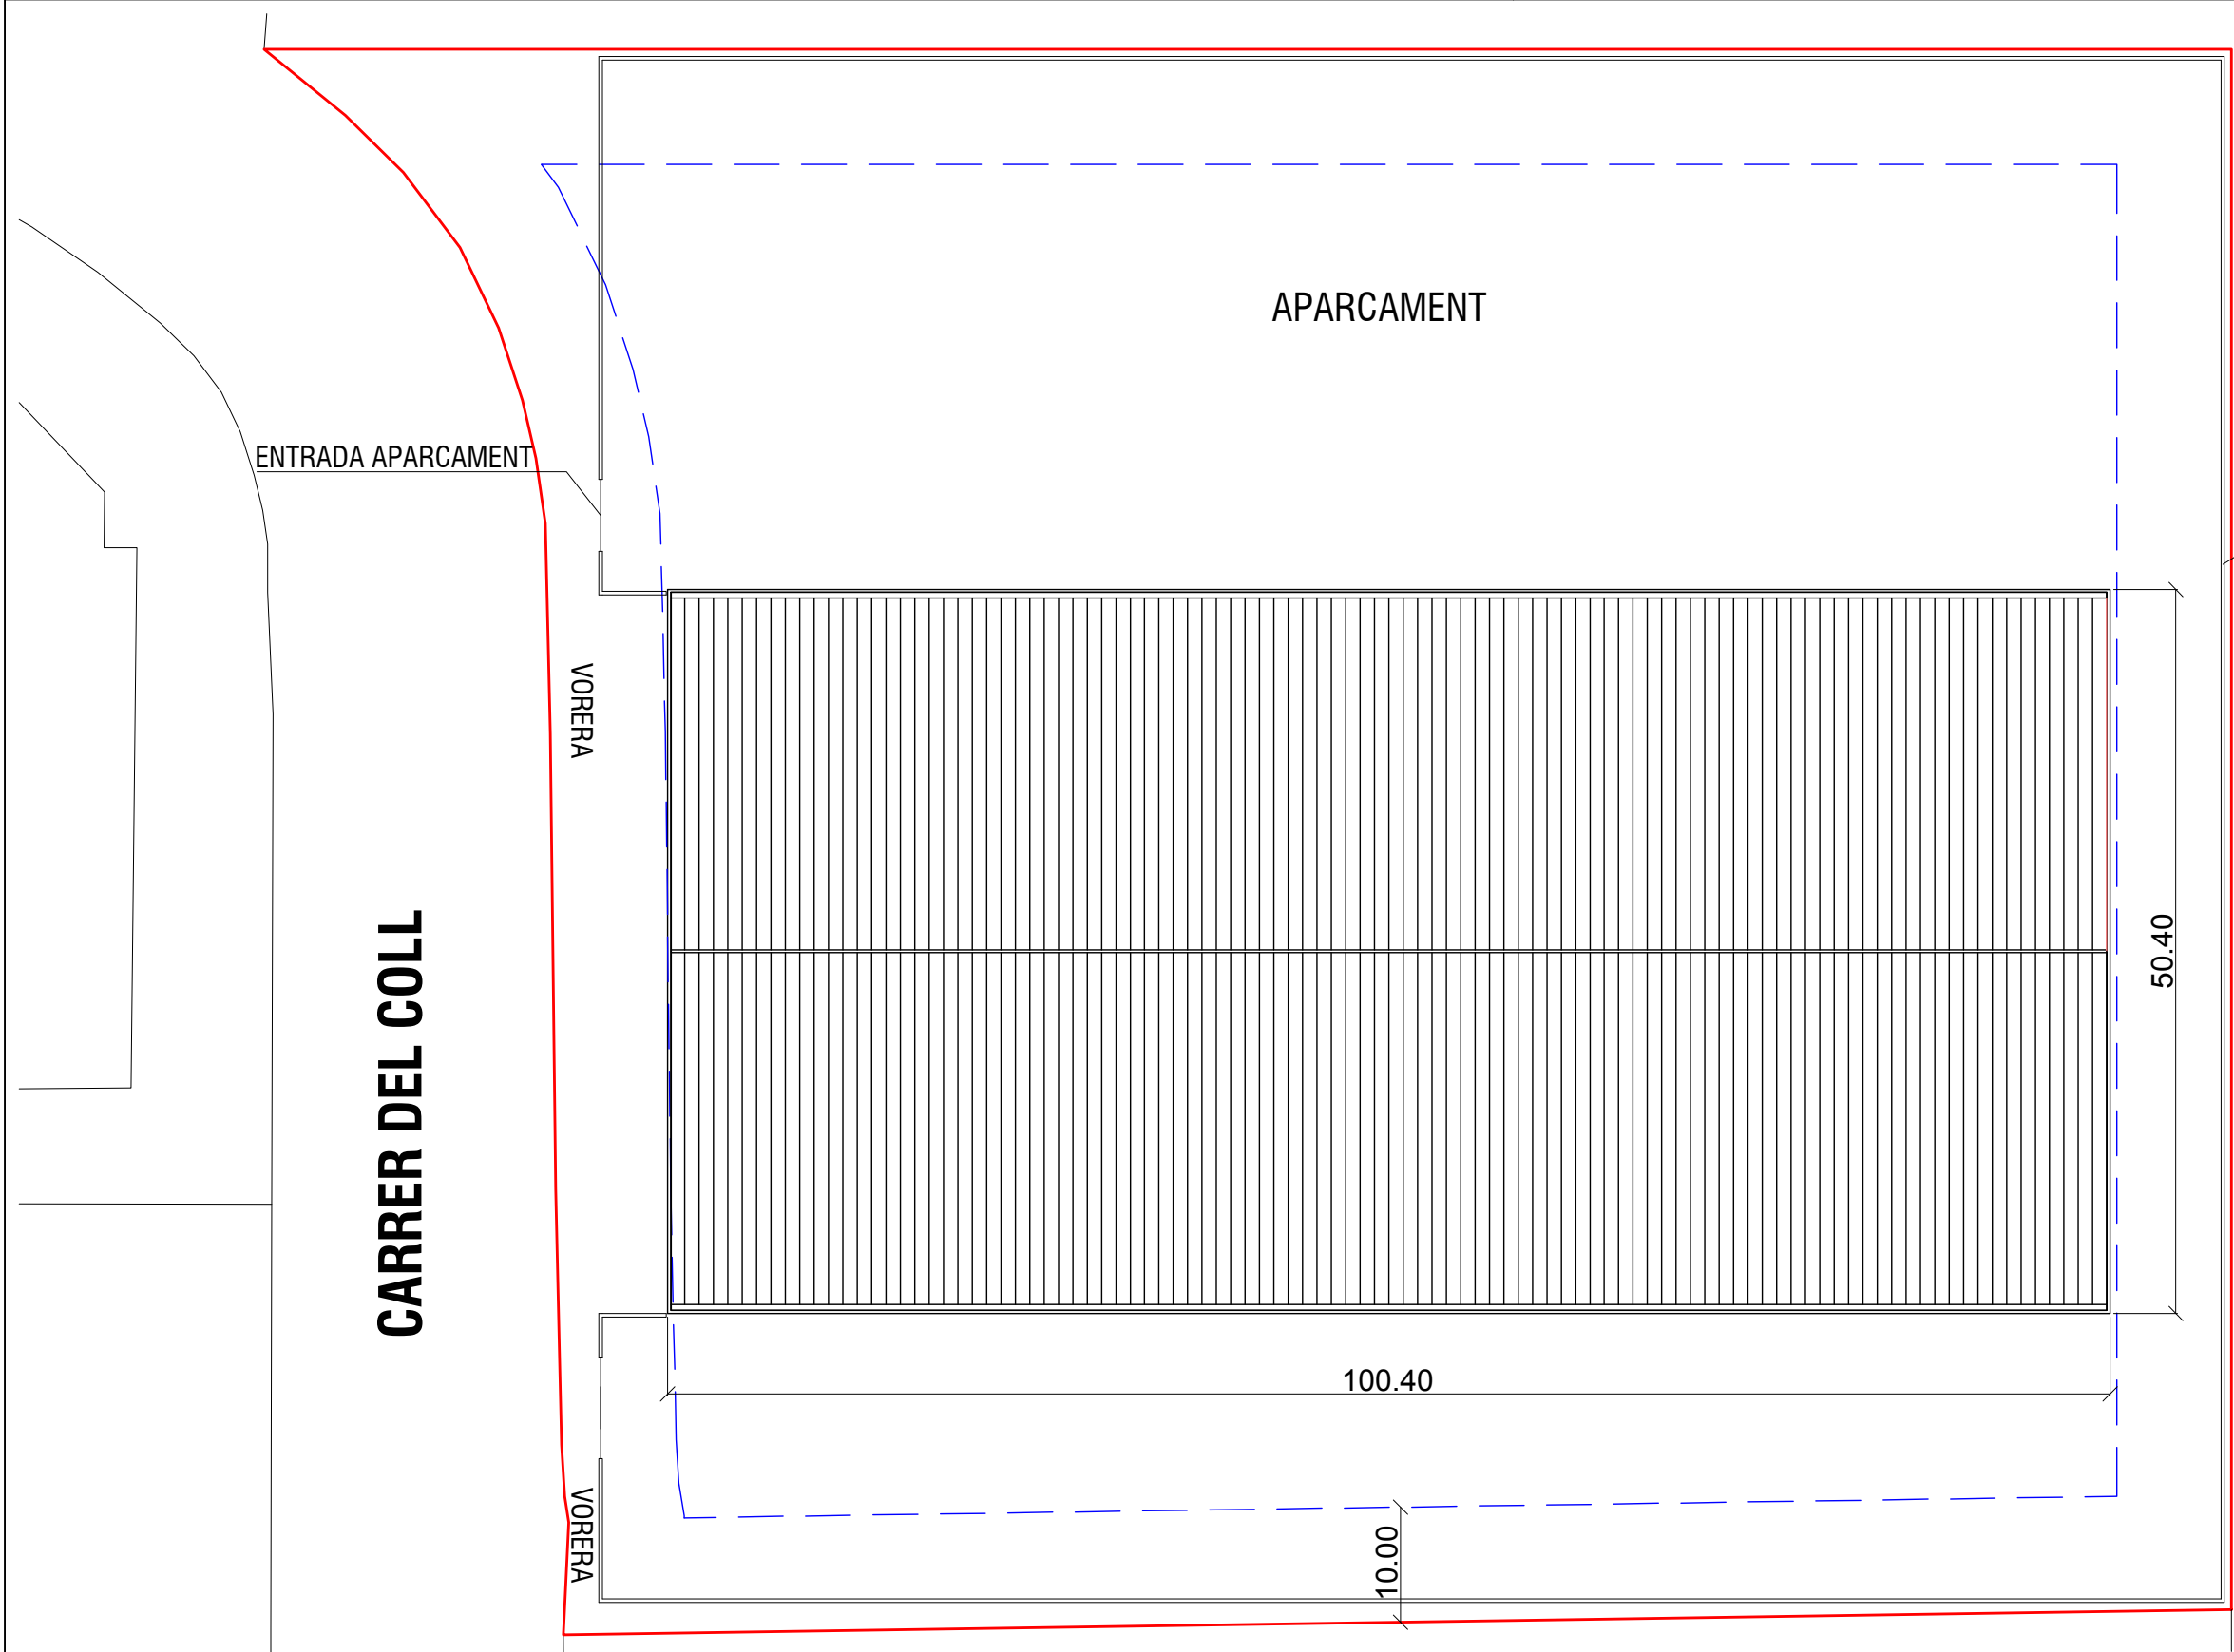 APARCAMENT
ENTRADA APARCAMENT
VORERA
CARRER DEL COLL
50.40
100.40
VORERA
10.00